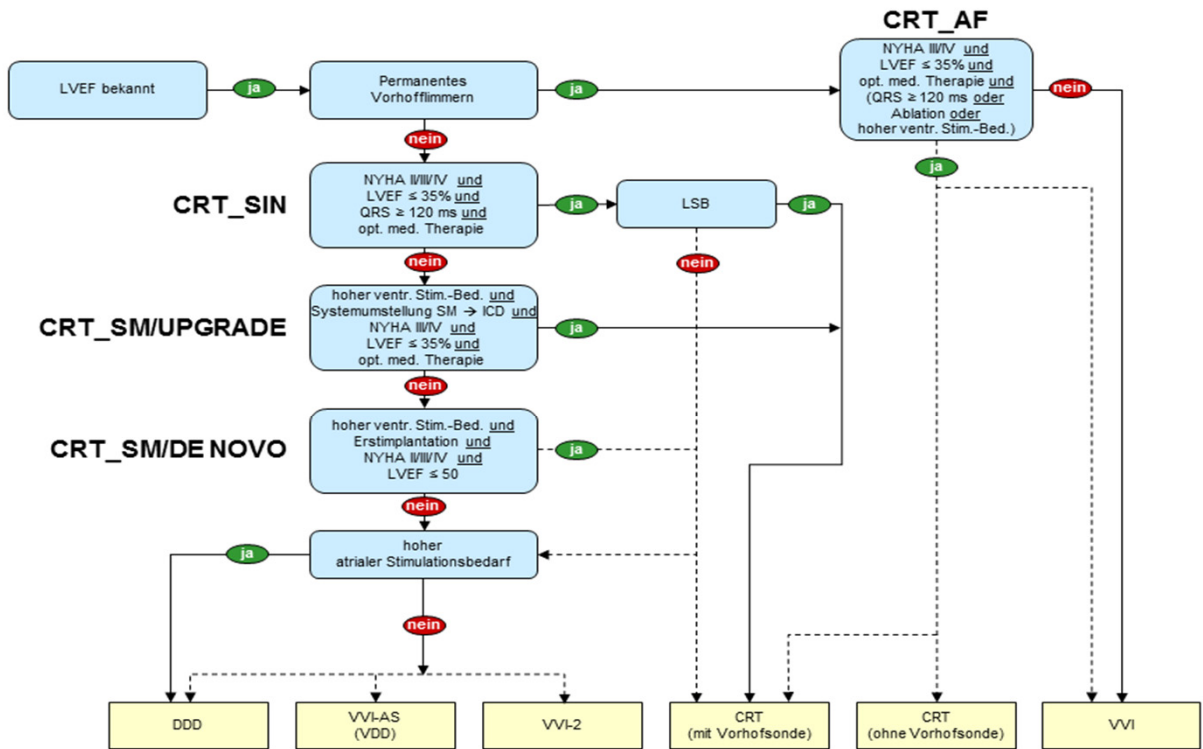 CRT_AF
LVEF bekannt
ja
Permanentes
Vorhofflimmern
ja
NYHA III/IV und
LVEF ≤ 35% und
opt. med. Therapie und
(QRS ≥ 120 ms oder
Ablation oder
hoher ventr. Stim.-Bed.)
nein
nein
ja
CRT_SIN
NYHA II/III/IV und
LVEF ≤ 35% und
QRS ≥ 120 ms und
opt. med. Therapie
ja
LSB
ja
nein
nein
CRT_SM/UPGRADE
hoher ventr. Stim.-Bed. und
Systemumstellung SM → ICD und
NYHA III/IV und
LVEF ≤ 35% und
opt. med. Therapie
ja
nein
CRT_SM/DE NOVO
hoher ventr. Stim.-Bed. und
Erstimplantation und
NYHA II/III/IV und
LVEF ≤ 50
ja
nein
ja
hoher
atrialer Stimulationsbedarf
nein
DDD
VVI-AS
(VDD)
VVI-2
CRT
(mit Vorhofsonde)
CRT
(ohne Vorhofsonde)
VVI